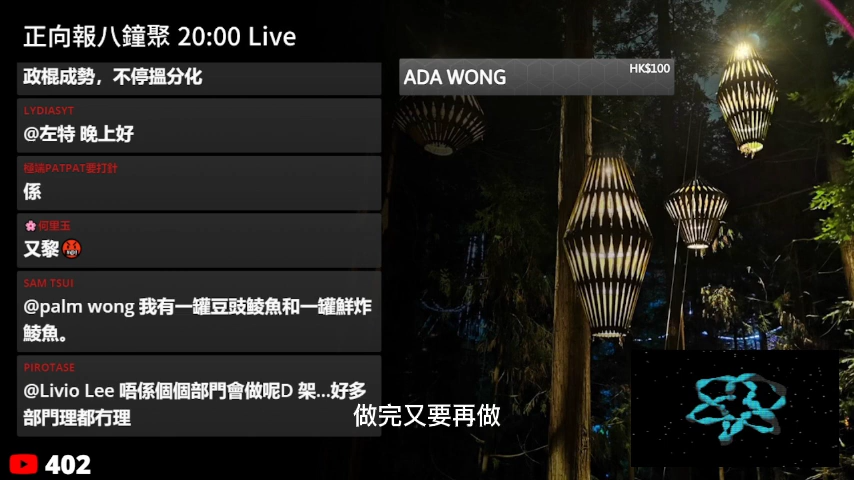 正向報八鐘聚 20:00 Live
政棍成勢，不停搵分化
ADA WONG
HK$100
LYDIASYT
@左特 晚上好
極端PATPAT要打針
係
🌸何里玉
又黎🤬
SAM TSUI
@palm wong 我有一罐豆豉鯪魚和一罐鮮炸
鯪魚。
PIROTASE
@Livio Lee 唔係個個部門會做呢D 架...好多
部門理都冇理
做完又要再做
402